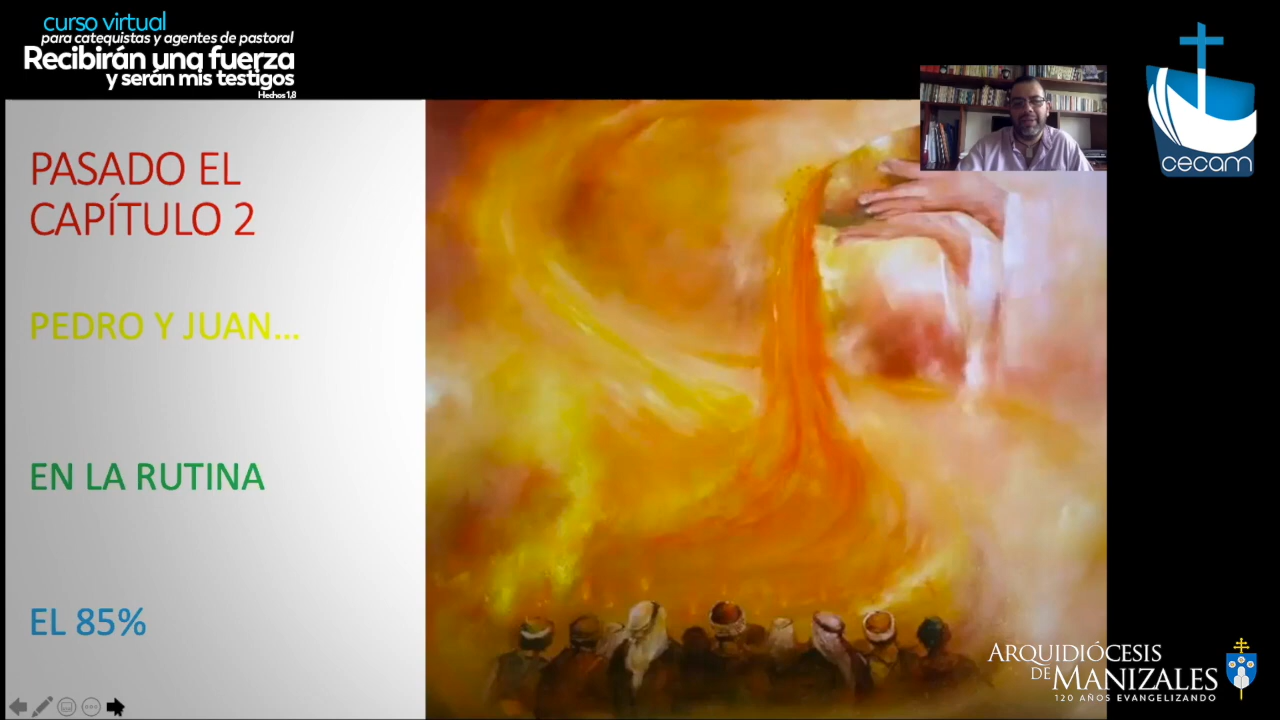 curso virtual
para catequistas y agentes de pastoral
Recibirán una fuerza
y serán mis testigos
Hechos 1,8
cecam
PASADO EL
CAPÍTULO 2
PEDRO Y JUAN...
EN LA RUTINA
EL 85%
ARQUIDIÓCESIS
DE MANIZALES
120 AÑOS EVANGELIZANDO